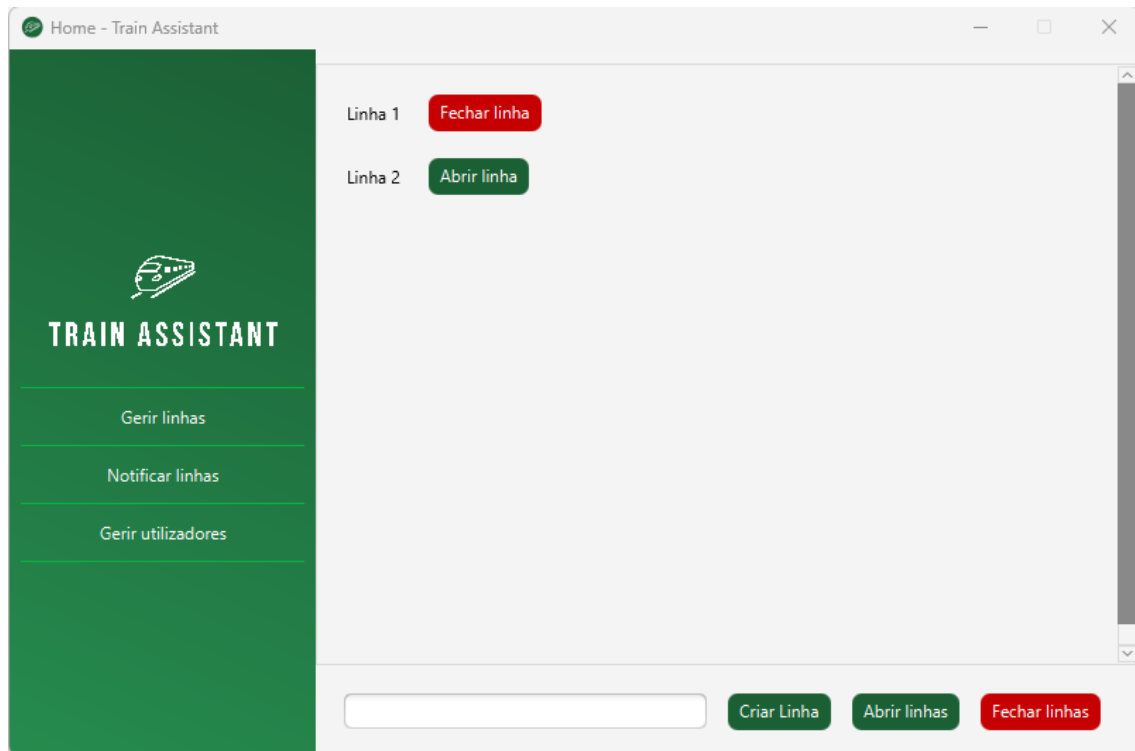 Home - Train Assistant
TRAIN ASSISTANT
Gerir linhas
Notificar linhas
Gerir utilizadores
Linha 1 Fechar linha
Linha 2 Abrir linha
Criar Linha Abrir linhas Fechar linhas